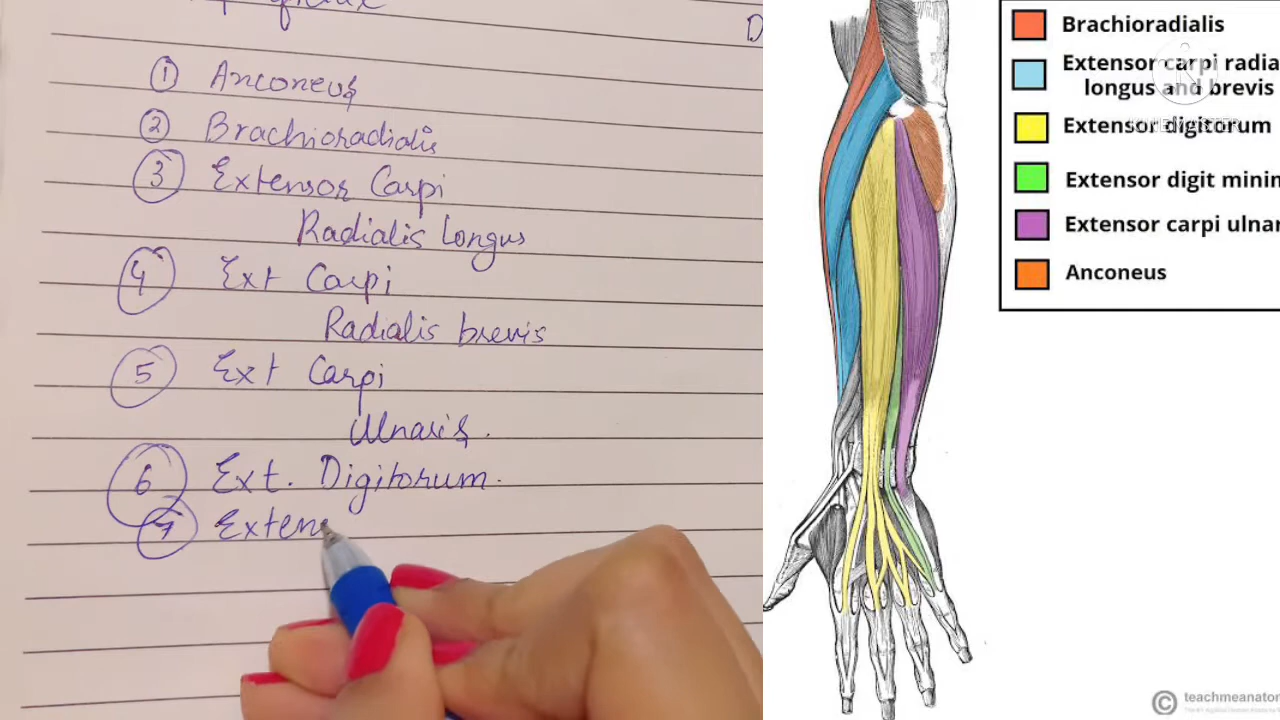 ① Anconeus
② Brachioradialis
③ Extensor Carpi
Radialis Longus
④ Ext Carpi
Radialis brevis
⑤ Ext Carpi
Ulnaris.
⑥ Ext. Digitorum.
⑦ Extens
Brachioradialis
Extensor carpi radia
longus and brevis
Extensor digitorum
Extensor digit minim
Extensor carpi ulnar
Anconeus
© teachmeanato